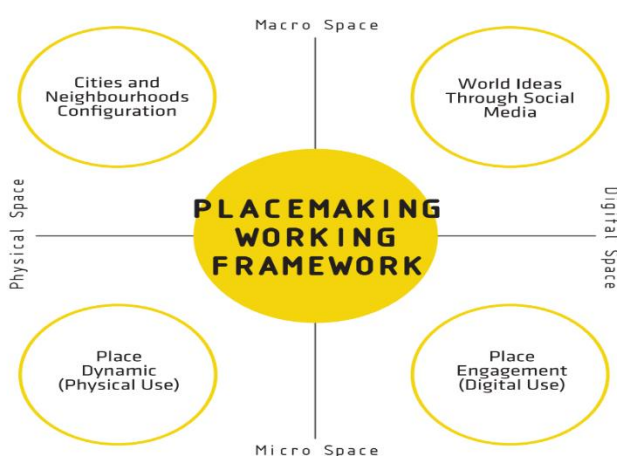 Macro Space
Cities and
Neighbourhoods
Configuration
World Ideas
Through Social
Media
Physical Space
PLACEMAKING
WORKING
FRAMEWORK
Digital Space
Place
Dynamic
(Physical Use)
Place
Engagement
(Digital Use)
Micro Space